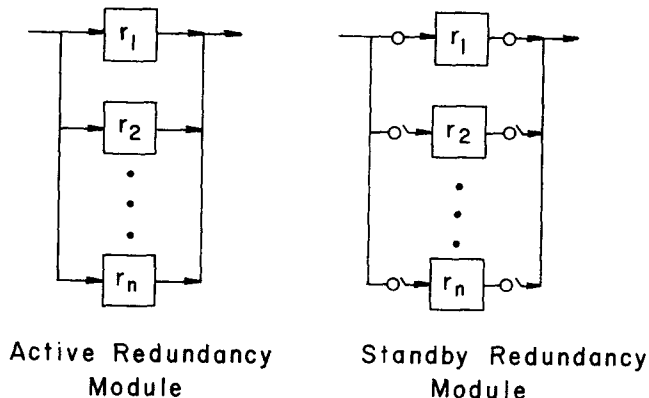 r1
r2
rn
Active Redundancy
Module
r1
r2
rn
Standby Redundancy
Module